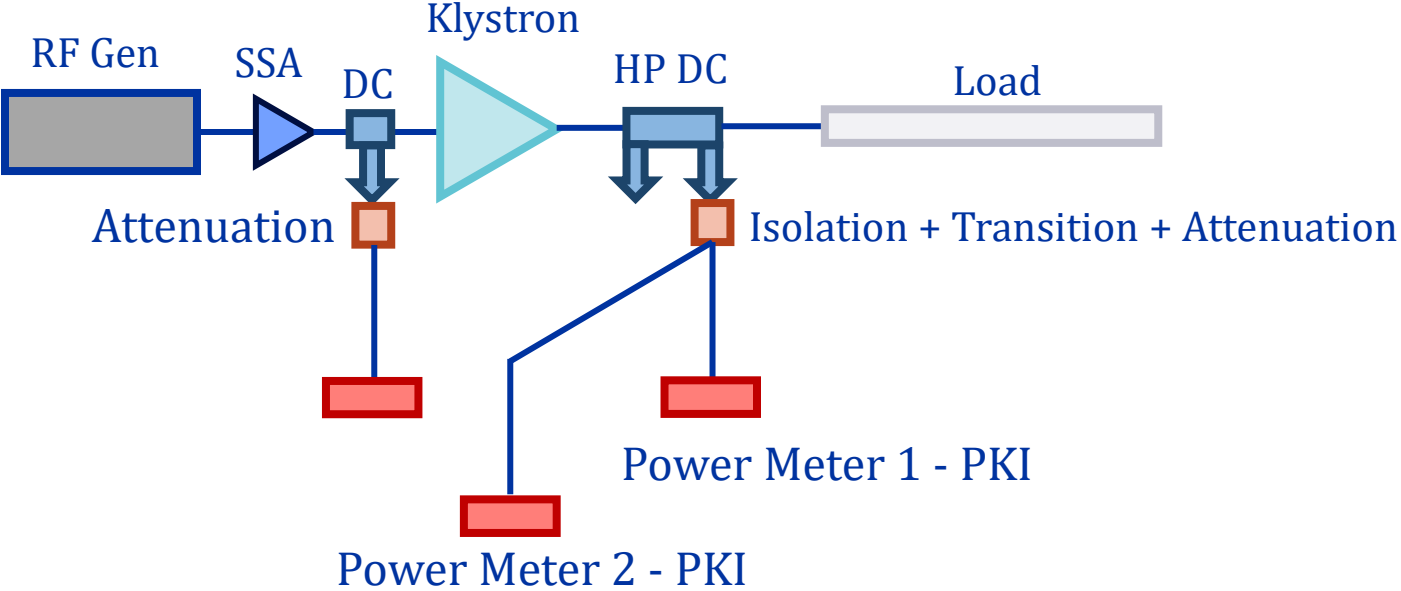 Klystron
RF Gen
SSA
DC
HP DC
Load
Attenuation
Isolation + Transition + Attenuation
Power Meter 1 - PKI
Power Meter 2 - PKI